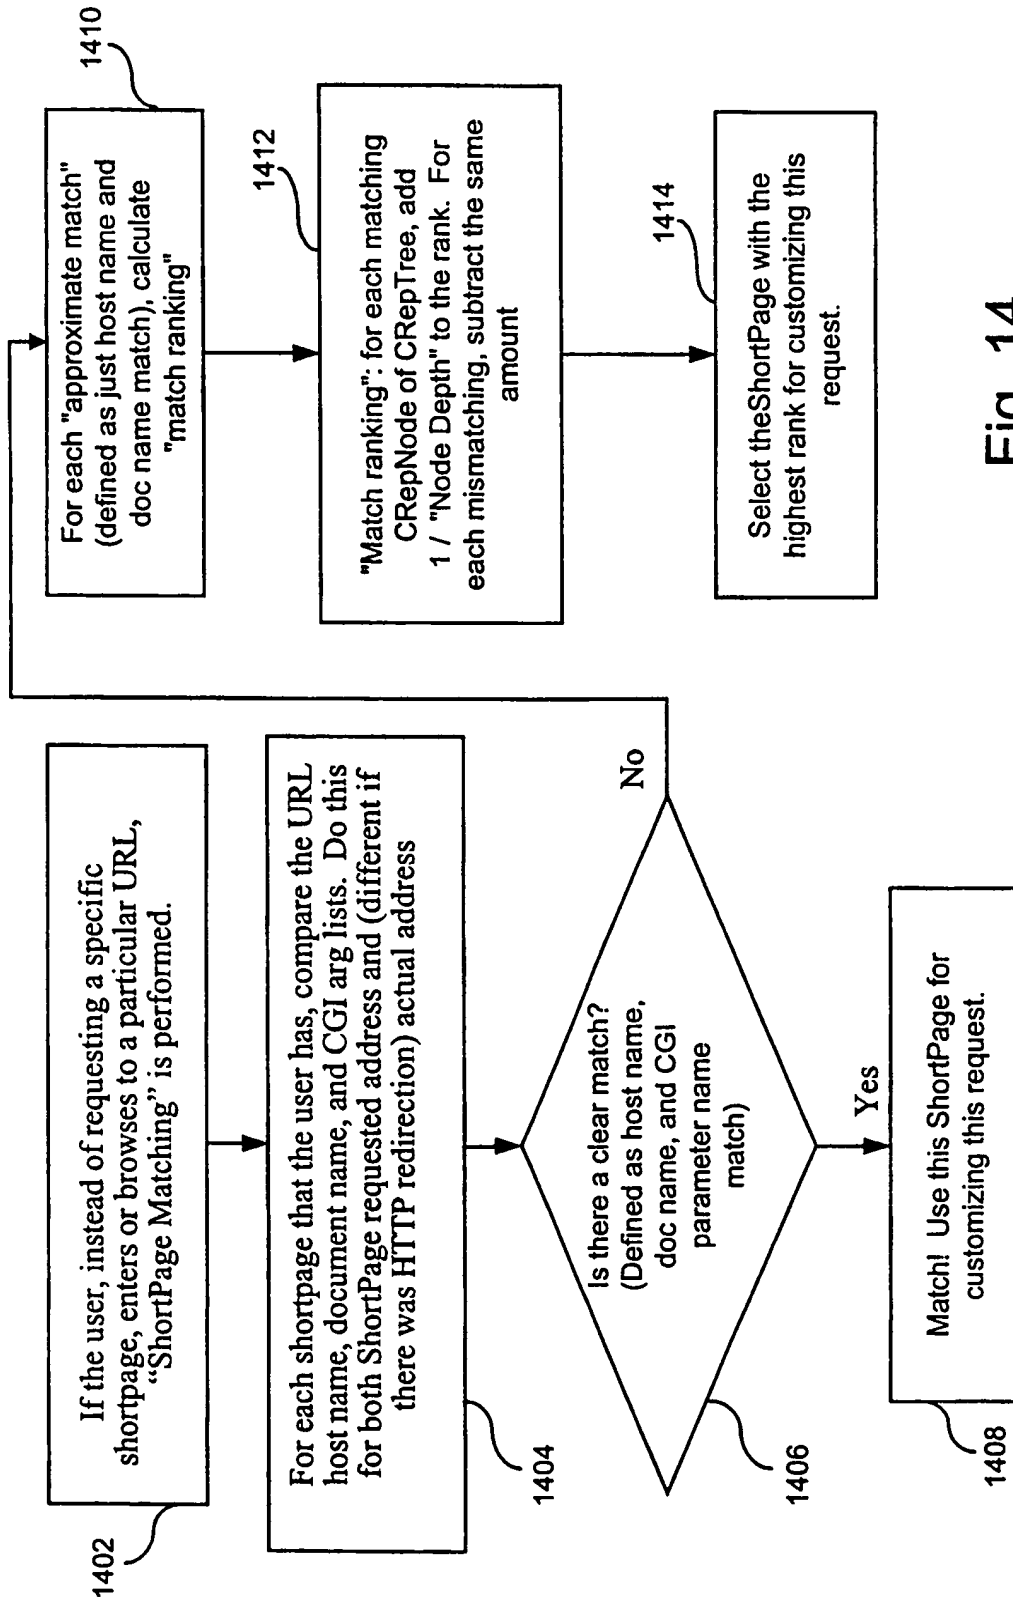 1402
If the user, instead of requesting a specific
shortpage, enters or browses to a particular URL,
“ShortPage Matching” is performed.
For each shortpage that the user has, compare the URL
host name, document name, and CGI arg lists. Do this
for both ShortPage requested address and (different if
there was HTTP redirection) actual address
1404
Is there a clear match?
(Defined as host name,
doc name, and CGI
parameter name
match)
1406
No
Yes
Match! Use this ShortPage for
customizing this request.
1408
1410
For each "approximate match"
(defined as just host name and
doc name match), calculate
"match ranking"
1412
"Match ranking": for each matching
CRepNode of CRepTree, add
1 / "Node Depth" to the rank. For
each mismatching, subtract the same
amount
1414
Select theShortPage with the
highest rank for customizing this
request.
Fig. 14